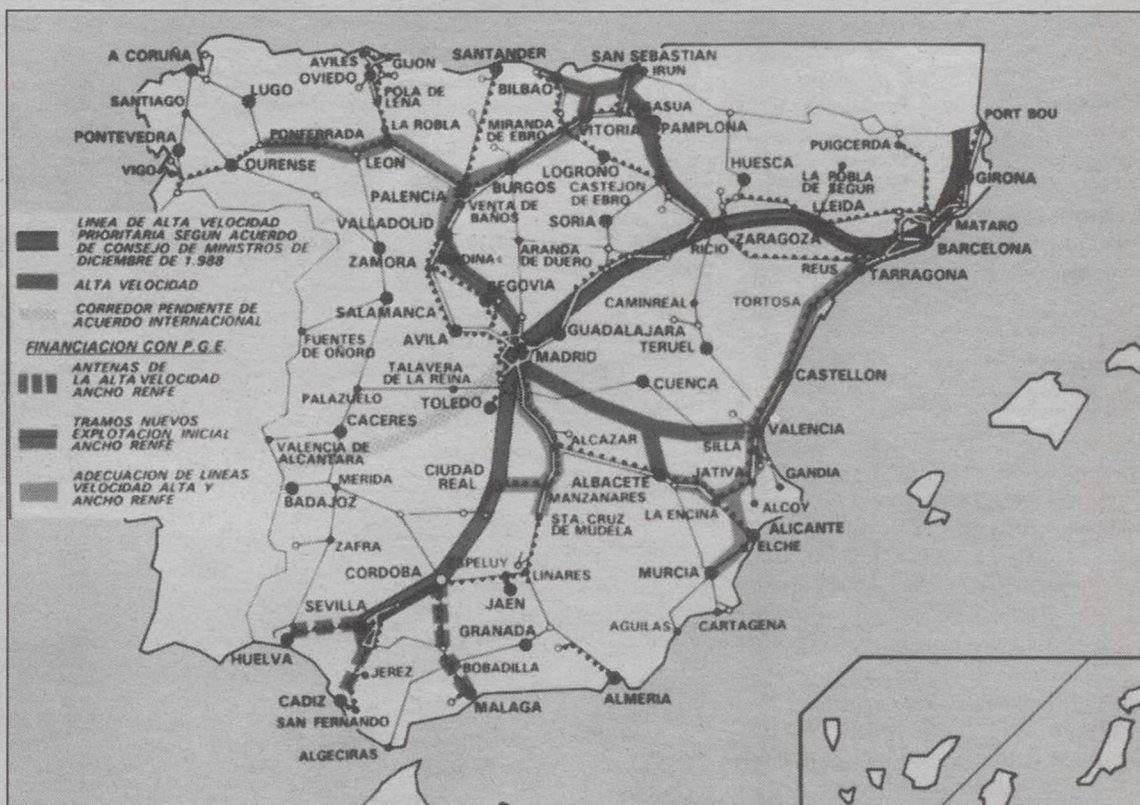 A CORUÑA
AVILES
GIJON
OVIEDO
SANTANDER
SAN SEBASTIAN
IRUN
BILBAO
LUGO
POLA DE
LENA
SANTIAGO
PORT BOU
PONTEVEDRA
PONFERRADA
LA ROBLA
MIRANDA
DE EBRO
VITORIA
PAMPLONA
PUIGCERDA
VIGO
OURENSE
LEON
BURGOS
LOGROÑO
HUESCA
LA POBLA
DE SEGUR
GIRONA
PALENCIA
CASTEJON
DE EBRO
VENTA DE
BAÑOS
LLEIDA
VALLADOLID
SORIA
ZARAGOZA
MATARO
BARCELONA
ZAMORA
ARANDA
DE DUERO
RICIO
REUS
TARRAGONA
SEGOVIA
SALAMANCA
CAMINREAL
TORTOSA
FUENTES
DE OÑORO
AVILA
GUADALAJARA
TERUEL
MADRID
TALAVERA
DE LA REINA
CASTELLON
CUENCA
PALAZUELO
TOLEDO
CACERES
VALENCIA
VALENCIA DE
ALCANTARA
ALCAZAR
SILLA
CIUDAD
REAL
MERIDA
ALBACETE
JATIVA
GANDIA
BADAJOZ
MANZANARES
LA ENCINA
ALCOY
STA. CRUZ
DE MUDELA
ALICANTE
ELCHE
ZAFRA
CORDOBA
LINARES
MURCIA
JAEN
SEVILLA
AGUILAS
CARTAGENA
GRANADA
HUELVA
JEREZ
BOBADILLA
CADIZ
SAN FERNANDO
MALAGA
ALMERIA
ALGECIRAS
LINEA DE ALTA VELOCIDAD
PRIORITARIA SEGUN ACUERDO
DE CONSEJO DE MINISTROS DE
DICIEMBRE DE 1.988
ALTA VELOCIDAD
CORREDOR PENDIENTE DE
ACUERDO INTERNACIONAL
FINANCIACION CON P.G.E.
ANTENAS DE
LA ALTA VELOCIDAD
ANCHO RENFE
TRAMOS NUEVOS
EXPLOTACION INICIAL
ANCHO RENFE
ADECUACION DE LINEAS
VELOCIDAD ALTA Y
ANCHO RENFE